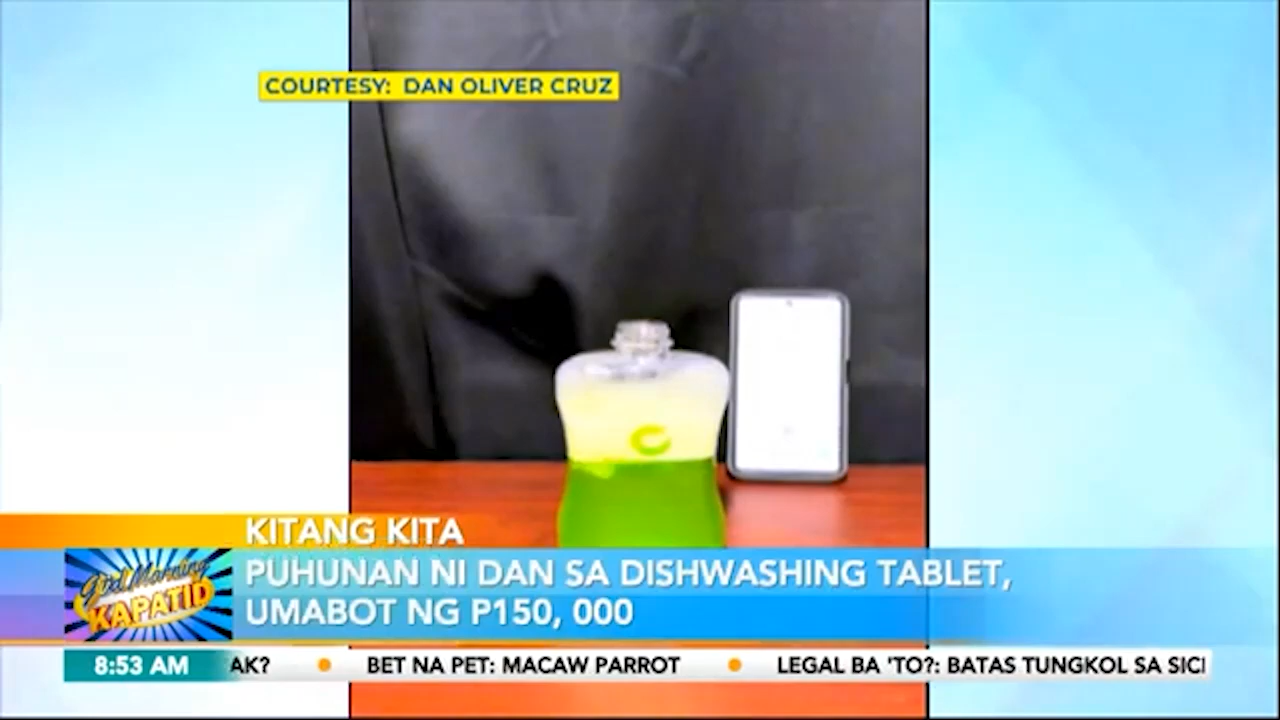 COURTESY: DAN OLIVER CRUZ
KITANG KITA
PUHUNAN NI DAN SA DISHWASHING TABLET,
UMABOT NG P150, 000
Good Morning
KAPATID
8:53 AM AK? • BET NA PET: MACAW PARROT • LEGAL BA 'TO?: BATAS TUNGKOL SA SICI